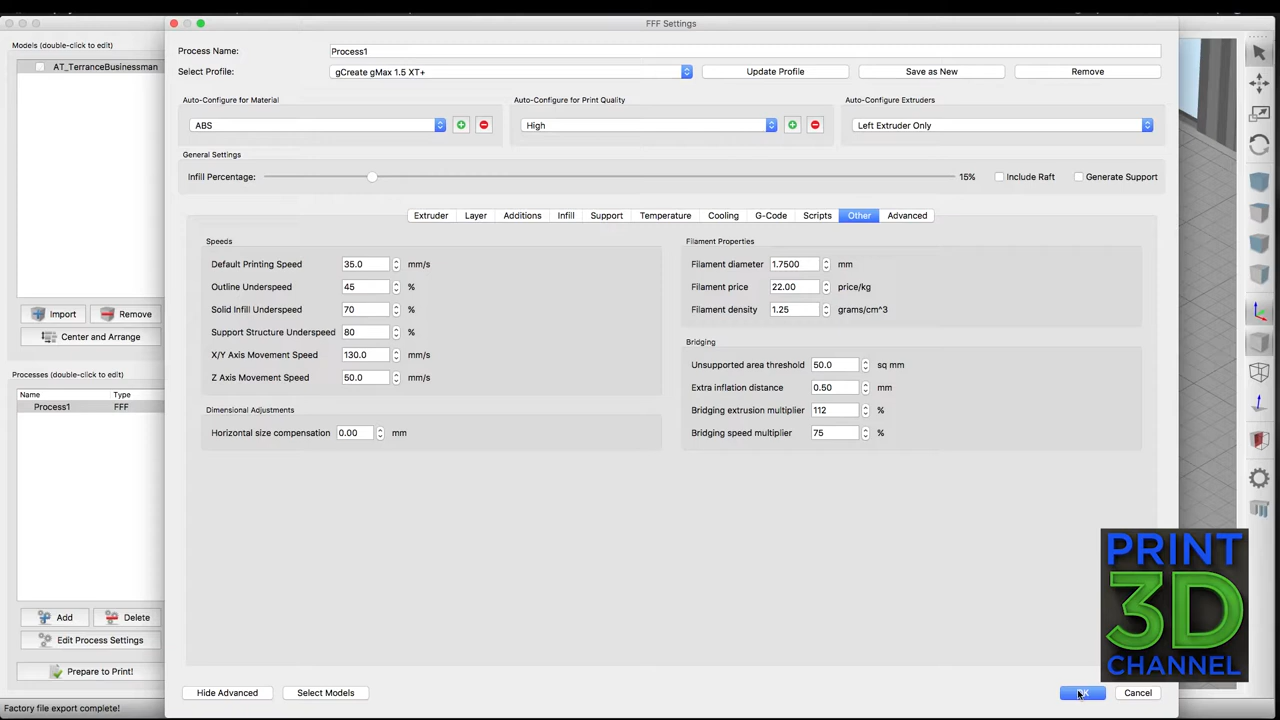 FFF Settings
Models (double-click to edit)
AT_TerranceBusinessman
Import
Remove
Center and Arrange
Processes (double-click to edit)
Name Type
Process1 FFF
Add
Delete
Edit Process Settings
Prepare to Print!
Factory file export complete!
Process Name: Process1
Select Profile: gCreate gMax 1.5 XT+
Update Profile
Save as New
Remove
Auto-Configure for Material
ABS
Auto-Configure for Print Quality
High
Auto-Configure Extruders
Left Extruder Only
General Settings
Infill Percentage: 15%
Include Raft
Generate Support
Extruder Layer Additions Infill Support Temperature Cooling G-Code Scripts Other Advanced
Speeds
Default Printing Speed 35.0 mm/s
Outline Underspeed 45 %
Solid Infill Underspeed 70 %
Support Structure Underspeed 80 %
X/Y Axis Movement Speed 130.0 mm/s
Z Axis Movement Speed 50.0 mm/s
Dimensional Adjustments
Horizontal size compensation 0.00 mm
Filament Properties
Filament diameter 1.7500 mm
Filament price 22.00 price/kg
Filament density 1.25 grams/cm^3
Bridging
Unsupported area threshold 50.0 sq mm
Extra inflation distance 0.50 mm
Bridging extrusion multiplier 112 %
Bridging speed multiplier 75 %
Hide Advanced
Select Models
Cancel
PRINT
3D
CHANNEL